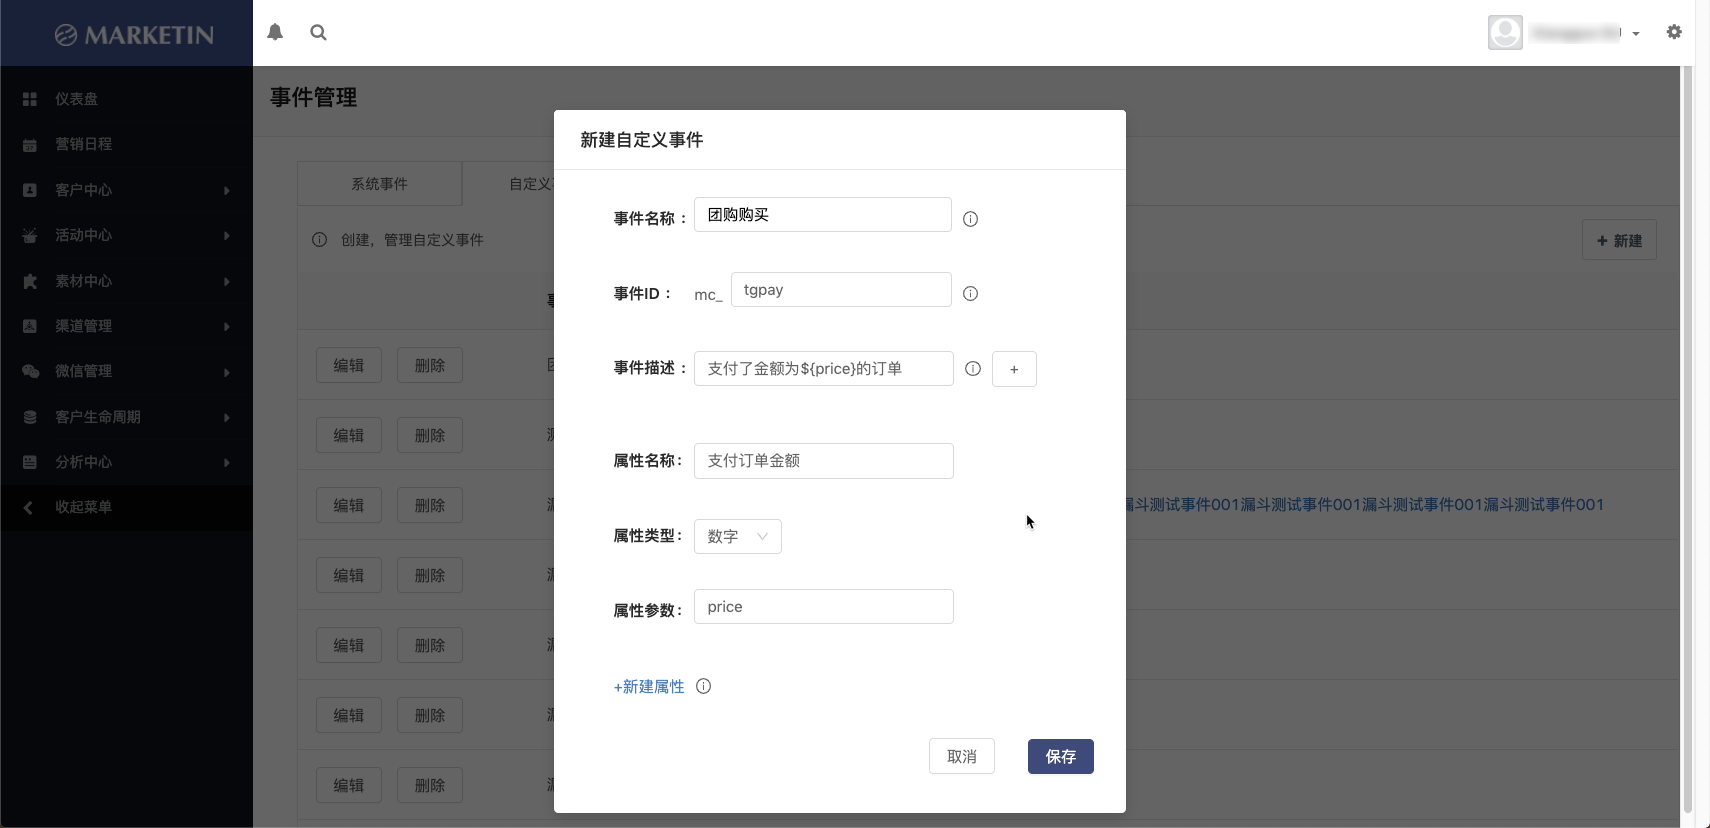 MARKETIN
仪表盘
营销日程
客户中心
活动中心
素材中心
渠道管理
微信管理
客户生命周期
分析中心
收起菜单
事件管理
系统事件
自定义
创建，管理自定义事件
+ 新建
编辑 删除
编辑 删除
编辑 删除
漏斗测试事件001漏斗测试事件001漏斗测试事件001漏斗测试事件001
编辑 删除
编辑 删除
编辑 删除
编辑 删除
新建自定义事件
事件名称： 团购购买
事件ID： mc_ tgpay
事件描述： 支付了金额为${price}的订单 +
属性名称： 支付订单金额
属性类型： 数字
属性参数： price
+新建属性
取消 保存